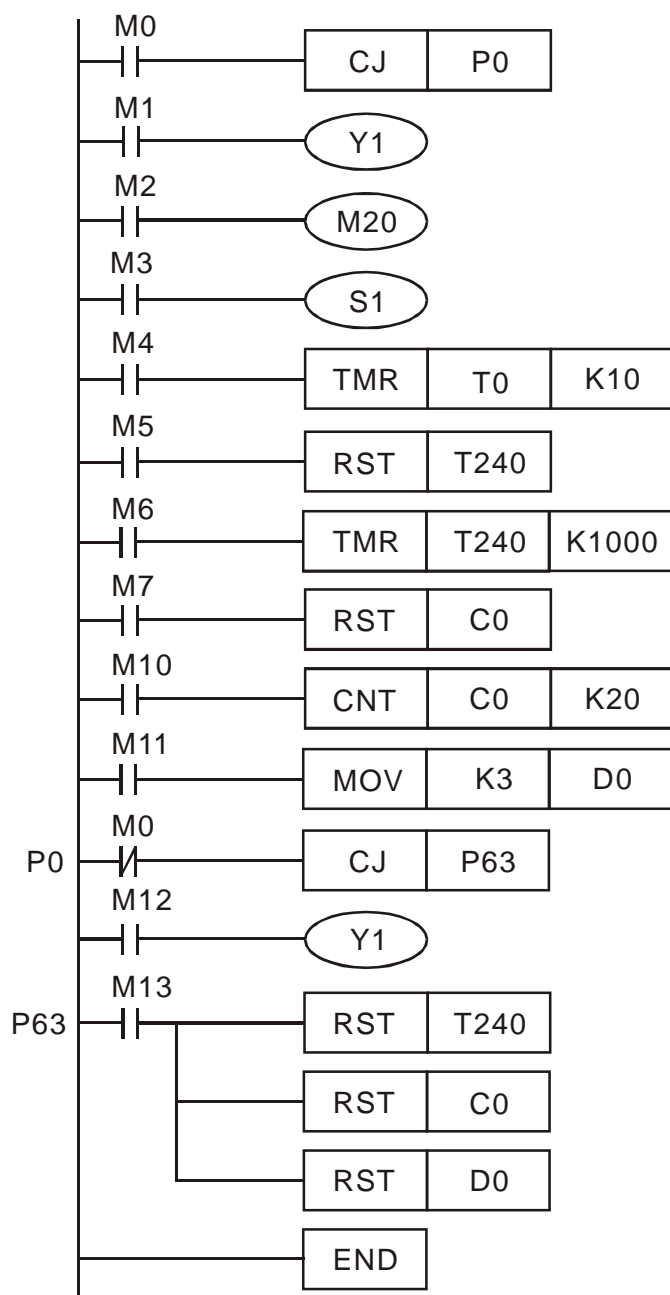 M0
CJ P0
M1
Y1
M2
M20
M3
S1
M4
TMR T0 K10
M5
RST T240
M6
TMR T240 K1000
M7
RST C0
M10
CNT C0 K20
M11
MOV K3 D0
M0
P0 CJ P63
M12
Y1
M13
P63 RST T240
RST C0
RST D0
END